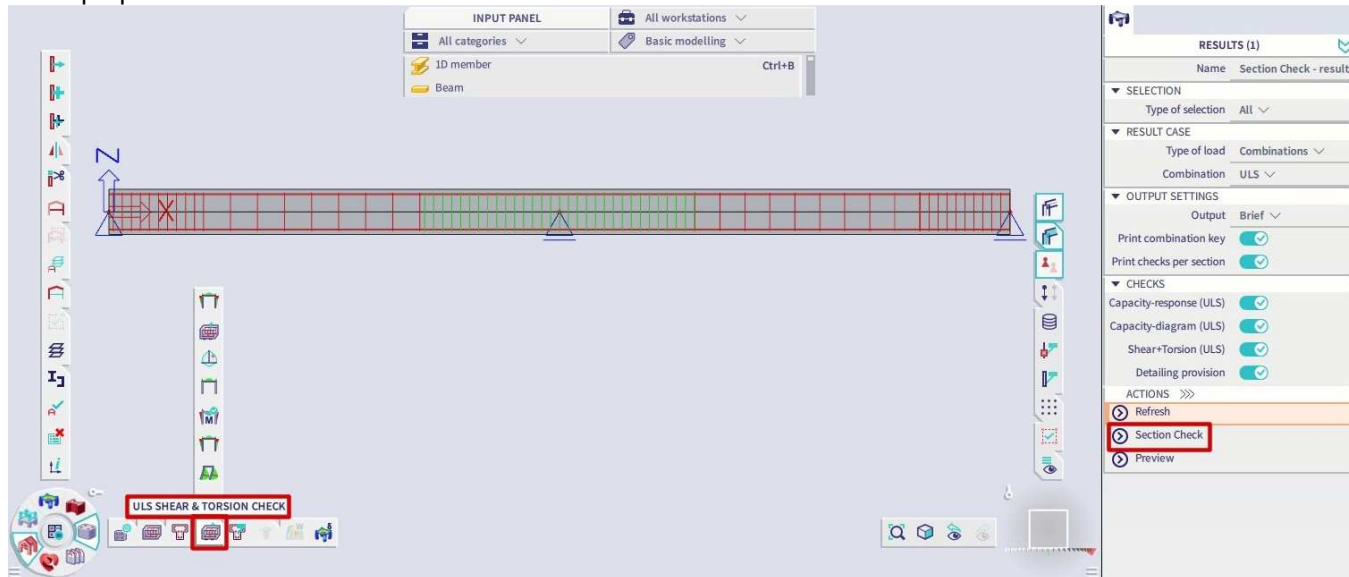 INPUT PANEL
All workstations
All categories
Basic modelling
1D member Ctrl+B
Beam
N
X
ULS SHEAR & TORSION CHECK
RESULTS (1)
Name Section Check - result
SELECTION
Type of selection All
RESULT CASE
Type of load Combinations
Combination ULS
OUTPUT SETTINGS
Output Brief
Print combination key
Print checks per section
CHECKS
Capacity-response (ULS)
Capacity-diagram (ULS)
Shear+Torsion (ULS)
Detailing provision
ACTIONS >>>
Refresh
Section Check
Preview